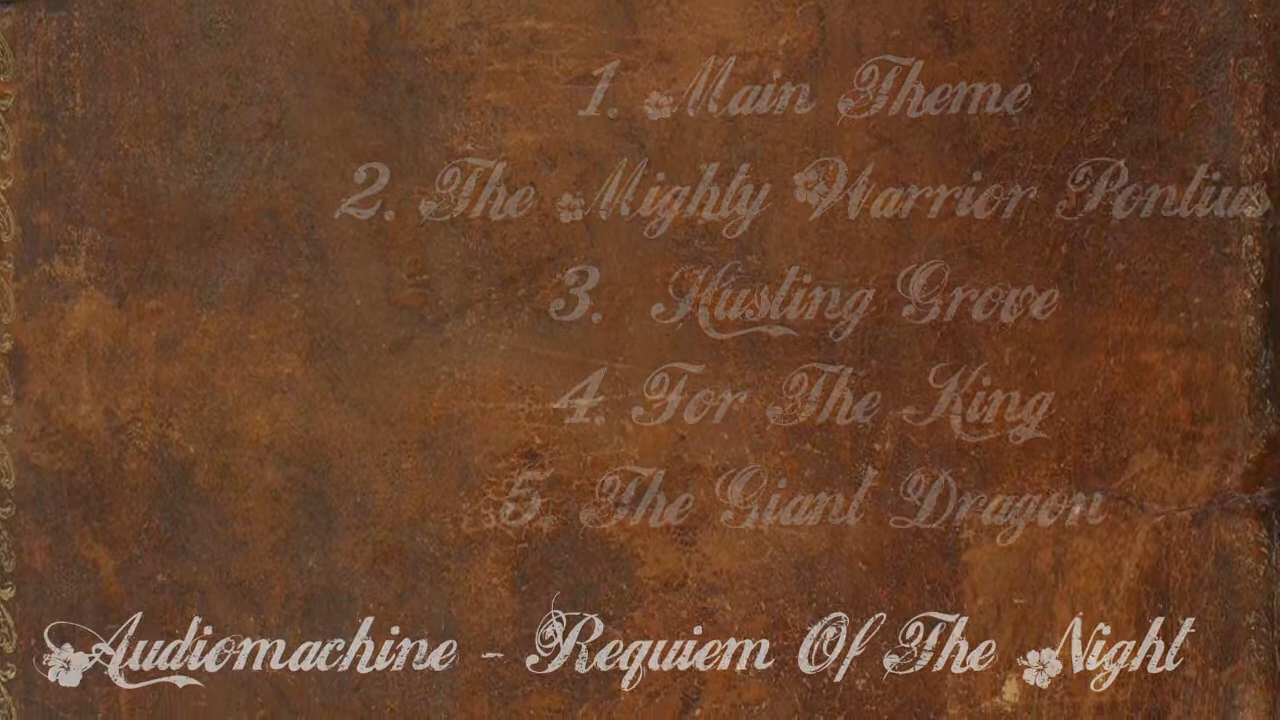 1. Main Theme
2. The Mighty Warrior Pontius
3. Husting Grove
4. For The King
5. The Giant Dragon
Audiomachine - Requiem Of The Night